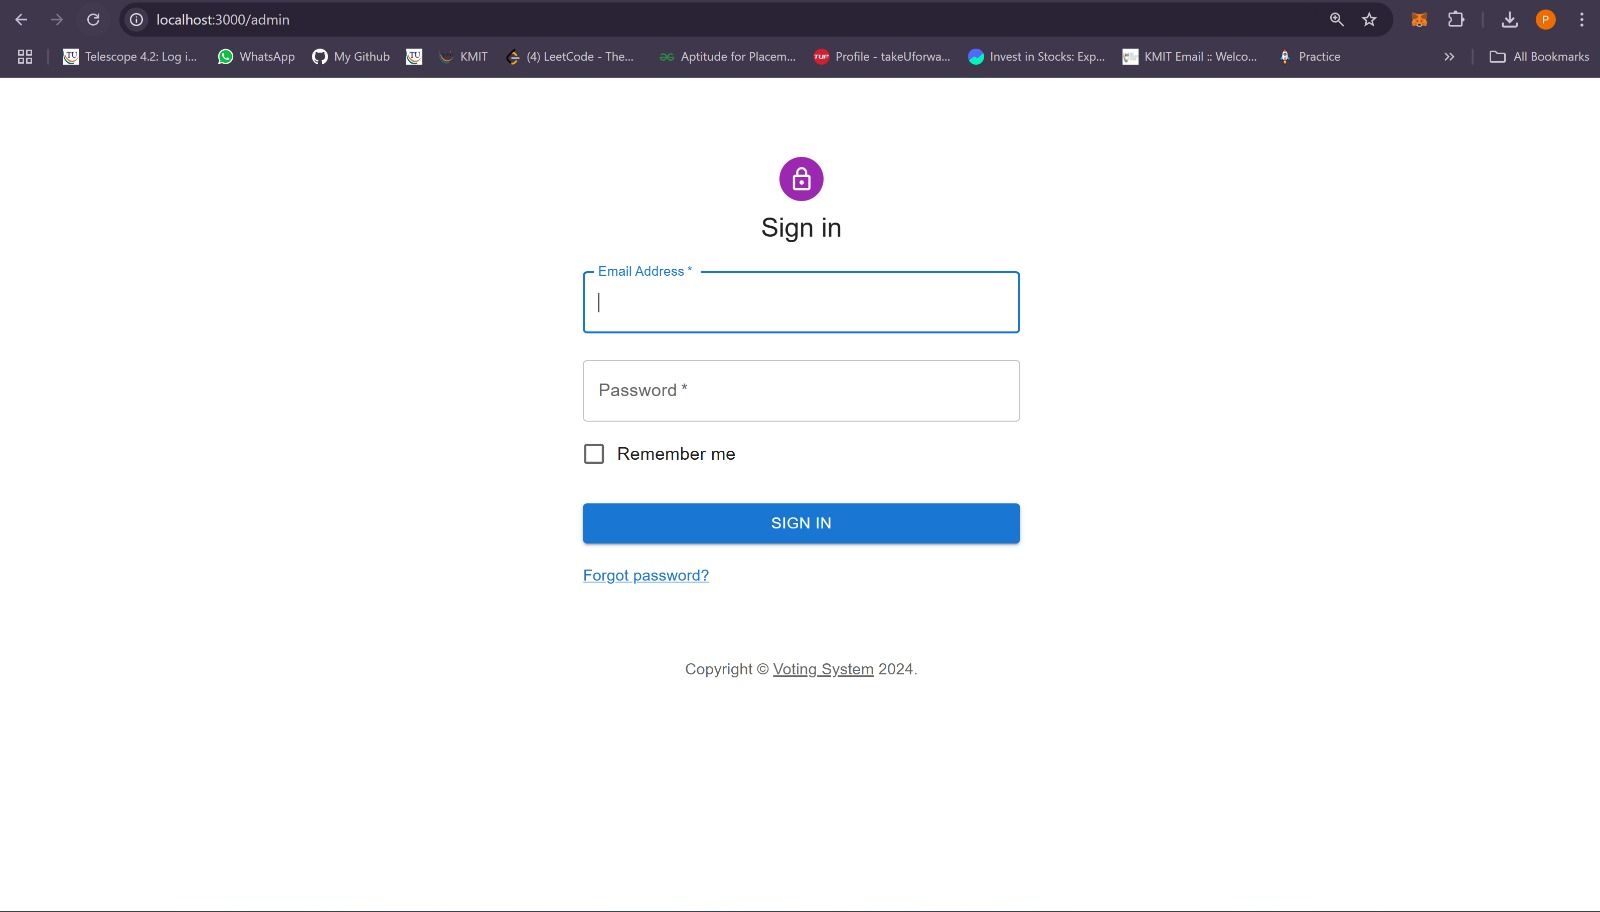 localhost:3000/admin
Telescope 4.2: Log i... WhatsApp My Github KMIT (4) LeetCode - The... Aptitude for Placem... Profile - takeUforwa... Invest in Stocks: Exp... KMIT Email :: Welco... Practice » All Bookmarks
Sign in
Email Address *
Password *
Remember me
SIGN IN
Forgot password?
Copyright © Voting System 2024.